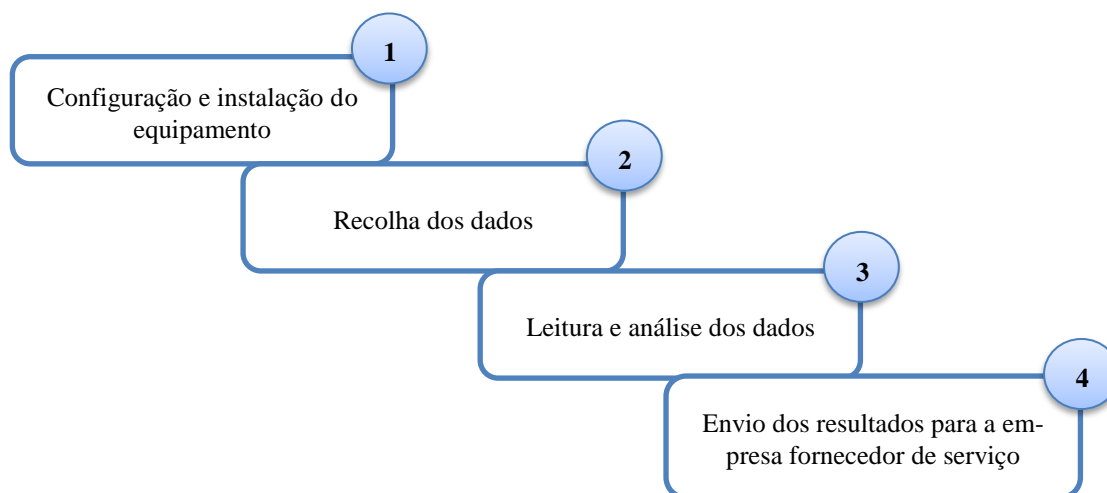 1
Configuração e instalação do
equipamento
2
Recolha dos dados
3
Leitura e análise dos dados
4
Envio dos resultados para a em-
presa fornecedor de serviço